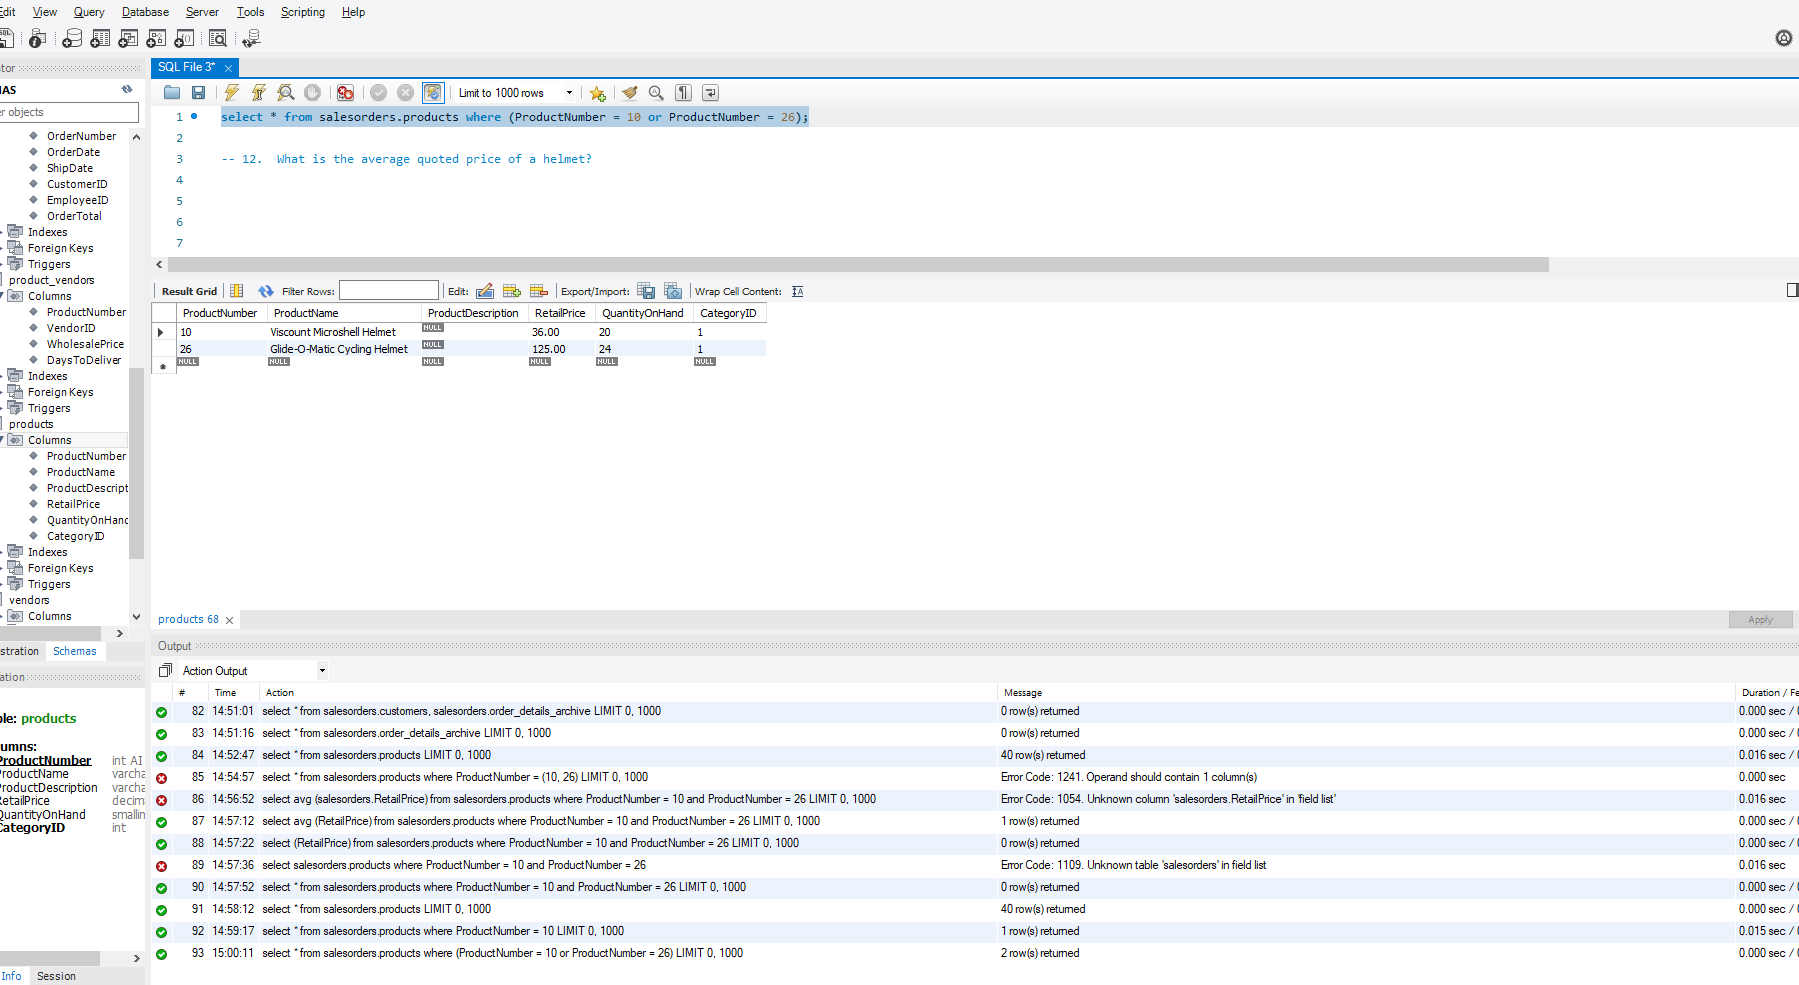 Edit View Query Database Server Tools Scripting Help
SQL File 3*
Limit to 1000 rows
1 select * from salesorders.products where (ProductNumber = 10 or ProductNumber = 26);
2
3 -- 12.  What is the average quoted price of a helmet?
4
5
6
7
tor
MAS
er objects
OrderNumber
OrderDate
ShipDate
CustomerID
EmployeeID
OrderTotal
Indexes
Foreign Keys
Triggers
product_vendors
Columns
ProductNumber
VendorID
WholesalePrice
DaysToDeliver
Indexes
Foreign Keys
Triggers
products
Columns
ProductNumber
ProductName
ProductDescript
RetailPrice
QuantityOnHand
CategoryID
Indexes
Foreign Keys
Triggers
vendors
Columns
stration Schemas
ation
ble: products
umns:
ProductNumber int AI
ProductName varcha
ProductDescription varcha
RetailPrice decim
QuantityOnHand smallin
CategoryID int
Info Session
Result Grid Filter Rows: Edit: Export/Import: Wrap Cell Content:
ProductNumber ProductName ProductDescription RetailPrice QuantityOnHand CategoryID
10 Viscount Microshell Helmet NULL 36.00 20 1
26 Glide-O-Matic Cycling Helmet NULL 125.00 24 1
NULL NULL NULL NULL NULL NULL
products 68 Apply
Output
Action Output
# Time Action Message Duration / Fe
82 14:51:01 select * from salesorders.customers, salesorders.order_details_archive LIMIT 0, 1000 0 row(s) returned 0.000 sec / 0
83 14:51:16 select * from salesorders.order_details_archive LIMIT 0, 1000 0 row(s) returned 0.000 sec / 0
84 14:52:47 select * from salesorders.products LIMIT 0, 1000 40 row(s) returned 0.016 sec / 0
85 14:54:57 select * from salesorders.products where ProductNumber = (10, 26) LIMIT 0, 1000 Error Code: 1241. Operand should contain 1 column(s) 0.000 sec
86 14:56:52 select avg (salesorders.RetailPrice) from salesorders.products where ProductNumber = 10 and ProductNumber = 26 LIMIT 0, 1000 Error Code: 1054. Unknown column 'salesorders.RetailPrice' in 'field list' 0.016 sec
87 14:57:12 select avg (RetailPrice) from salesorders.products where ProductNumber = 10 and ProductNumber = 26 LIMIT 0, 1000 1 row(s) returned 0.000 sec / 0
88 14:57:22 select (RetailPrice) from salesorders.products where ProductNumber = 10 and ProductNumber = 26 LIMIT 0, 1000 0 row(s) returned 0.000 sec / 0
89 14:57:36 select salesorders.products where ProductNumber = 10 and ProductNumber = 26 Error Code: 1109. Unknown table 'salesorders' in field list 0.016 sec
90 14:57:52 select * from salesorders.products where ProductNumber = 10 and ProductNumber = 26 LIMIT 0, 1000 0 row(s) returned 0.000 sec / 0
91 14:58:12 select * from salesorders.products LIMIT 0, 1000 40 row(s) returned 0.000 sec / 0
92 14:59:17 select * from salesorders.products where ProductNumber = 10 LIMIT 0, 1000 1 row(s) returned 0.015 sec / 0
93 15:00:11 select * from salesorders.products where (ProductNumber = 10 or ProductNumber = 26) LIMIT 0, 1000 2 row(s) returned 0.000 sec / 0